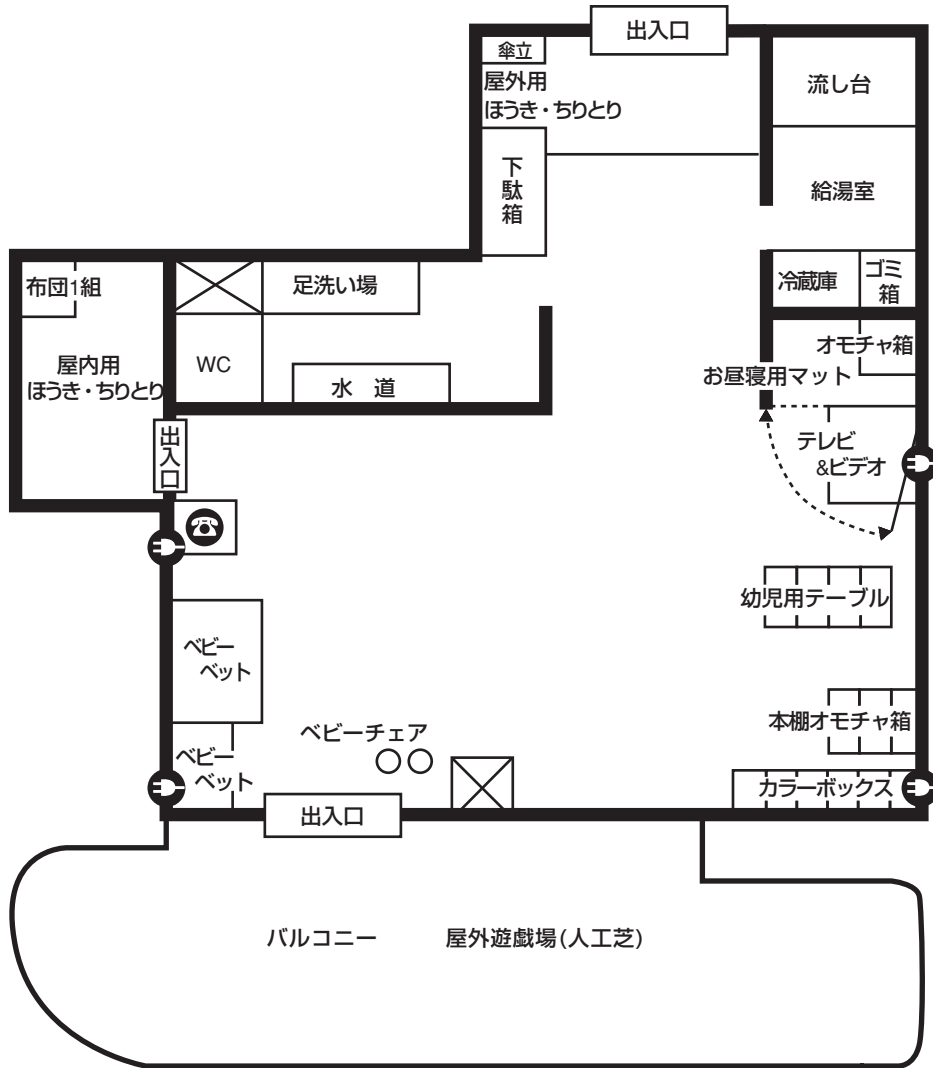 出入口
傘立
屋外用
ほうき・ちりとり
流し台
下駄箱
給湯室
冷蔵庫
ゴミ
箱
布団1組
足洗い場
屋内用
ほうき・ちりとり
WC
水 道
オモチャ箱
お昼寝用マット
出入口
テレビ
&ビデオ
幼児用テーブル
ベビー
ベット
本棚オモチャ箱
ベビーチェア
ベビー
ベット
カラーボックス
出入口
バルコニー 屋外遊戯場(人工芝)